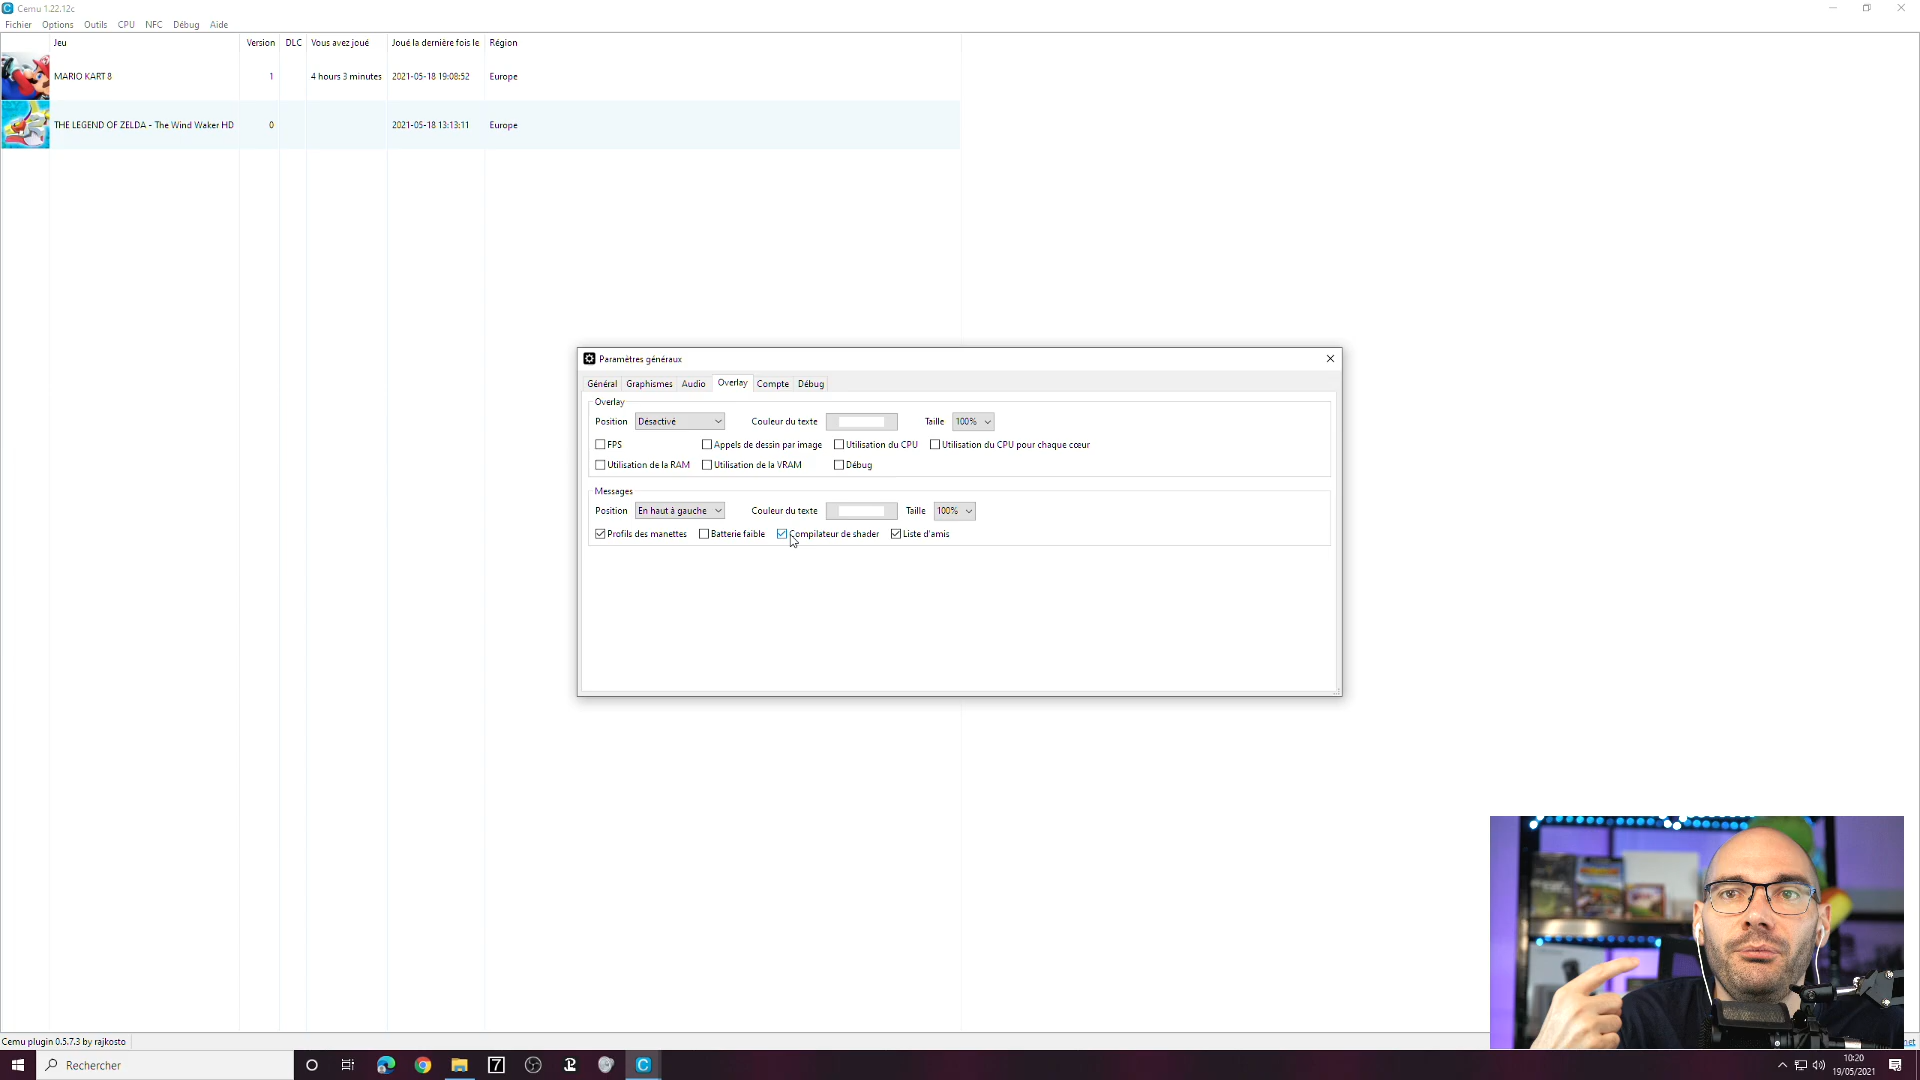 Cemu 1.22.12c
Fichier Options Outils CPU NFC Débug Aide
Jeu Version DLC Vous avez joué Joué la dernière fois le Région
MARIO KART 8 1 4 hours 3 minutes 2021-05-18 19:08:52 Europe
THE LEGEND OF ZELDA - The Wind Waker HD 0 2021-05-18 13:13:11 Europe
Paramètres généraux
Général Graphismes Audio Overlay Compte Débug
Overlay
Position Désactivé Couleur du texte Taille 100%
FPS Appels de dessin par image Utilisation du CPU Utilisation du CPU pour chaque cœur
Utilisation de la RAM Utilisation de la VRAM Débug
Messages
Position En haut à gauche Couleur du texte Taille 100%
Profils des manettes Batterie faible Compilateur de shader Liste d'amis
Cemu plugin 0.5.7.3 by rajkosto
net
Rechercher
10:20
19/05/2021